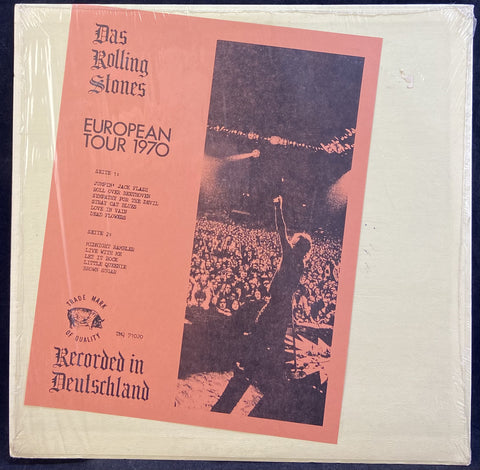 Das
Rolling
Stones
EUROPEAN
TOUR 1970
SEITE 1:
JUMPIN' JACK FLASH
ROLL OVER BEETHOVEN
SYMPATHY FOR THE DEVIL
STRAY CAT BLUES
LOVE IN VAIN
DEAD FLOWERS
SEITE 2:
MIDNIGHT RAMBLER
LIVE WITH ME
LET IT ROCK
LITTLE QUEENIE
BROWN SUGAR
TRADE MARK
OF QUALITY
TMQ 71070
Recorded in
Deutschland